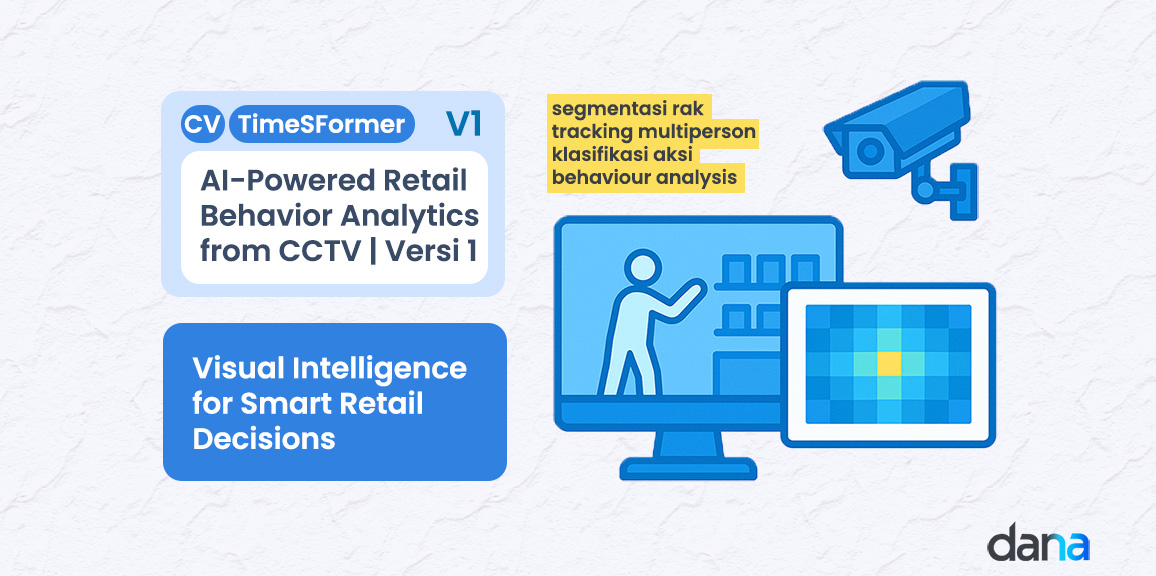 CV TimeSFormer V1
AI-Powered Retail
Behavior Analytics
from CCTV | Versi 1
Visual Intelligence
for Smart Retail
Decisions
segmentasi rak
tracking multiperson
klasifikasi aksi
behaviour analysis
dana